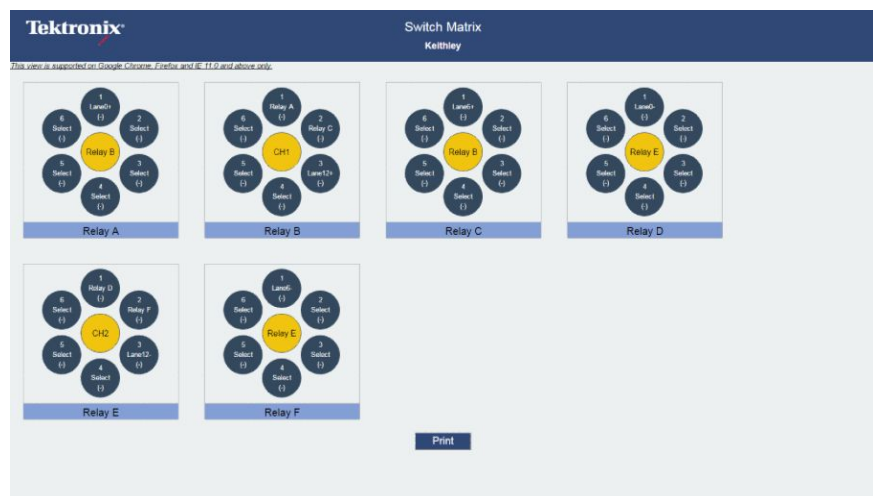 Tektronix
Switch Matrix
Keithley
This view is supported on Google Chrome, Firefox and IE 11.0 and above only.
1
Lane0+
(-)
2
Select
(-)
3
Select
(-)
4
Select
(-)
5
Select
(-)
6
Select
(-)
Relay B
Relay A
1
Relay A
(-)
2
Relay C
(-)
3
Lane12+
(-)
4
Select
(-)
5
Select
(-)
6
Select
(-)
CH1
Relay B
1
Lane6+
(-)
2
Select
(-)
3
Select
(-)
4
Select
(-)
5
Select
(-)
6
Select
(-)
Relay B
Relay C
1
Lane0-
(-)
2
Select
(-)
3
Select
(-)
4
Select
(-)
5
Select
(-)
6
Select
(-)
Relay E
Relay D
1
Relay D
(-)
2
Relay F
(-)
3
Lane12-
(-)
4
Select
(-)
5
Select
(-)
6
Select
(-)
CH2
Relay E
1
Lane6-
(-)
2
Select
(-)
3
Select
(-)
4
Select
(-)
5
Select
(-)
6
Select
(-)
Relay E
Relay F
Print